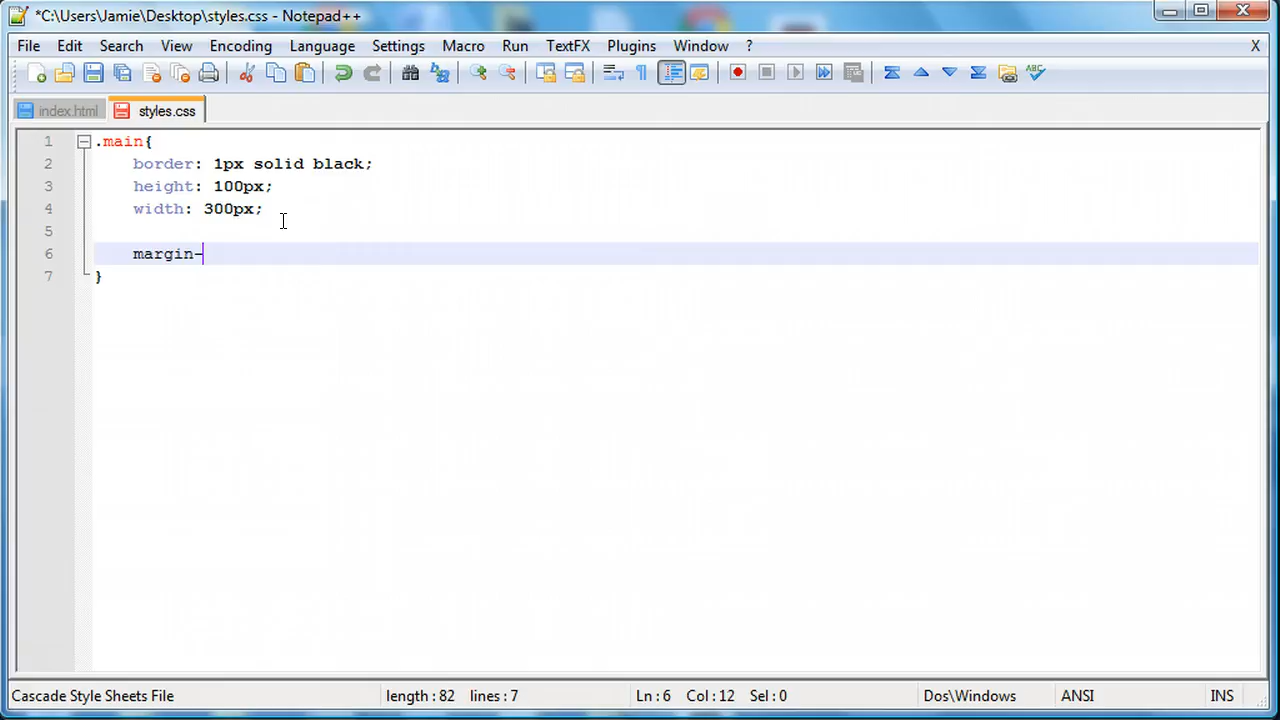 *C:\Users\Jamie\Desktop\styles.css - Notepad++
File Edit Search View Encoding Language Settings Macro Run TextFX Plugins Window ? X
index.html styles.css
1 .main{
2 border: 1px solid black;
3 height: 100px;
4 width: 300px;
5
6 margin-
7 }
Cascade Style Sheets File length : 82 lines : 7 Ln : 6 Col : 12 Sel : 0 Dos\Windows ANSI INS